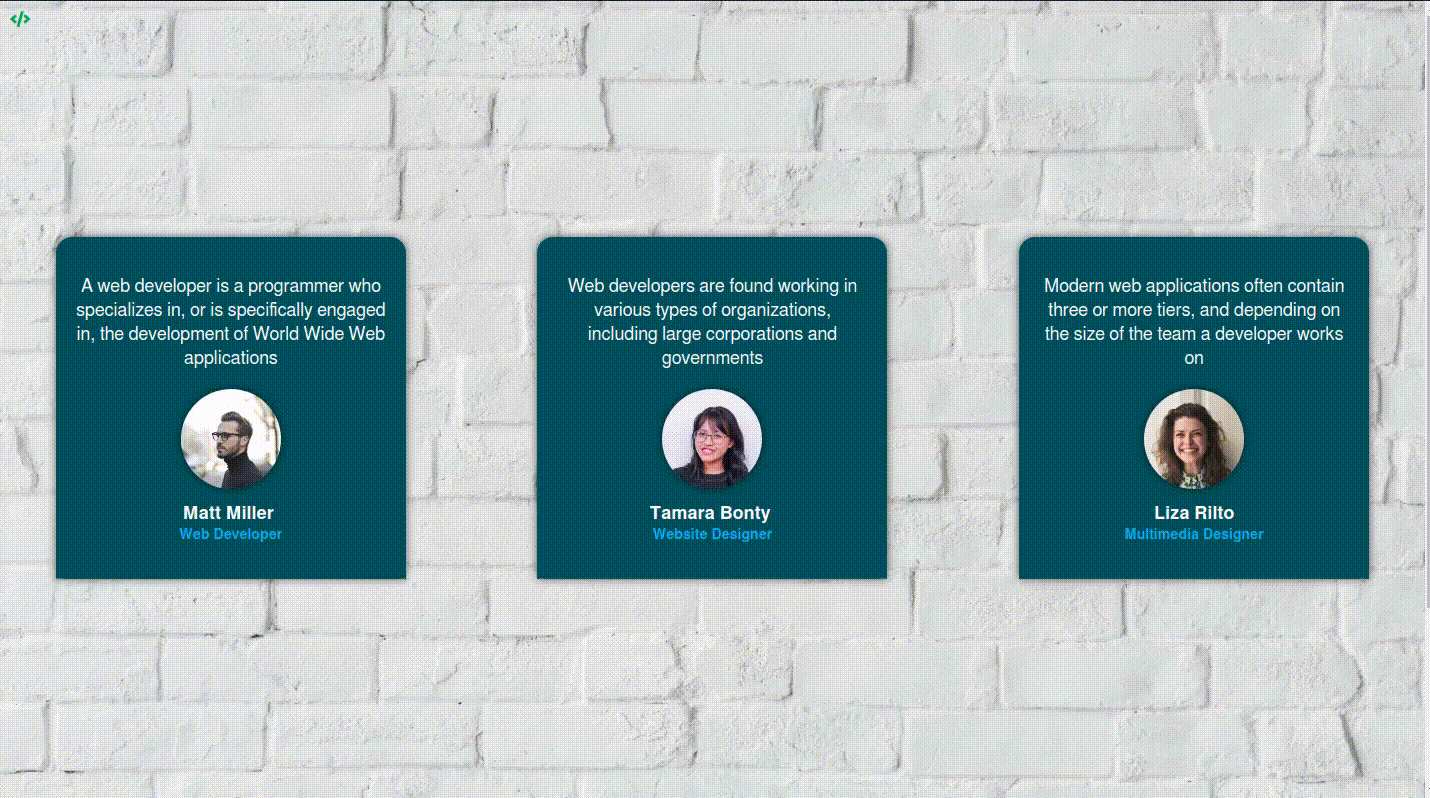 </>
A web developer is a programmer who
specializes in, or is specifically engaged
in, the development of World Wide Web
applications
Matt Miller
Web Developer
Web developers are found working in
various types of organizations,
including large corporations and
governments
Tamara Bonty
Website Designer
Modern web applications often contain
three or more tiers, and depending on
the size of the team a developer works
on
Liza Rilto
Multimedia Designer